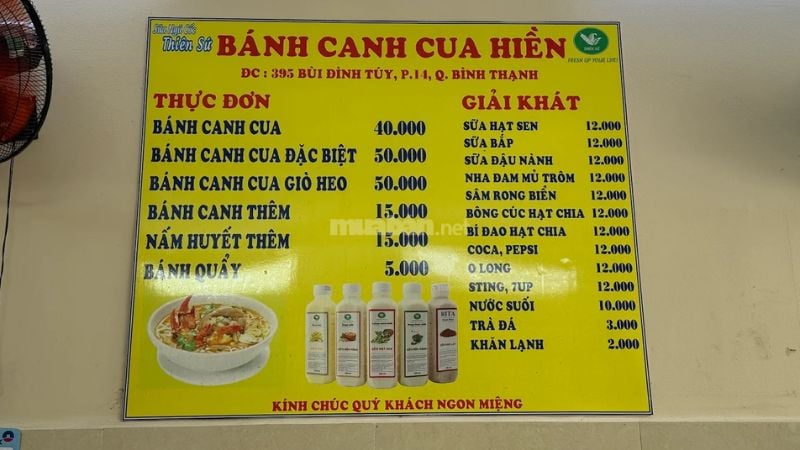 Sữa Ngũ Cốc
Thiên Sứ
BÁNH CANH CUA HIỀN
FRESH UP YOUR LIFE!
ĐC : 395 BÙI ĐÌNH TÚY, P.14, Q. BÌNH THẠNH
THỰC ĐƠN
BÁNH CANH CUA 40.000
BÁNH CANH CUA ĐẶC BIỆT 50.000
BÁNH CANH CUA GIÒ HEO 50.000
BÁNH CANH THÊM 15.000
NẤM HUYẾT THÊM 15.000
BÁNH QUẨY 5.000
GIẢI KHÁT
SỮA HẠT SEN 12.000
SỮA BẮP 12.000
SỮA ĐẬU NÀNH 12.000
NHA ĐAM MỦ TRÔM 12.000
SÂM RONG BIỂN 12.000
BÔNG CÚC HẠT CHIA 12.000
BÍ ĐAO HẠT CHIA 12.000
COCA, PEPSI 12.000
O LONG 12.000
STING, 7UP 12.000
NƯỚC SUỐI 10.000
TRÀ ĐÁ 3.000
KHĂN LẠNH 2.000
muaban.net
KÍNH CHÚC QUÝ KHÁCH NGON MIỆNG